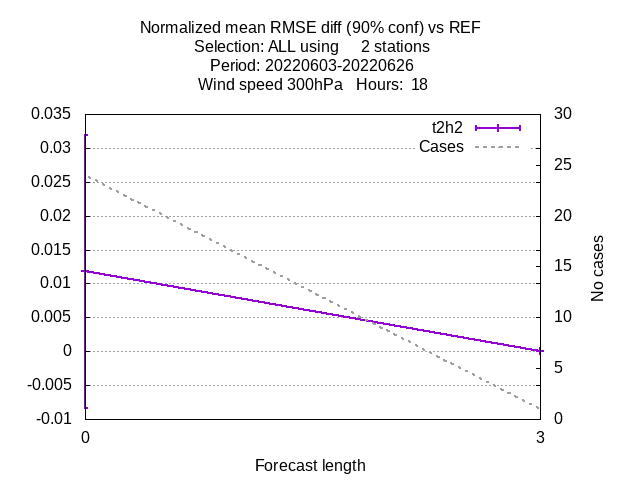 Normalized mean RMSE diff (90% conf) vs REF
Selection: ALL using     2 stations
Period: 20220603-20220626
Wind speed 300hPa   Hours:  18
t2h2
Cases
0.035
0.03
0.025
0.02
0.015
0.01
0.005
0
-0.005
-0.01
30
25
20
15
10
5
0
No cases
0
3
Forecast length